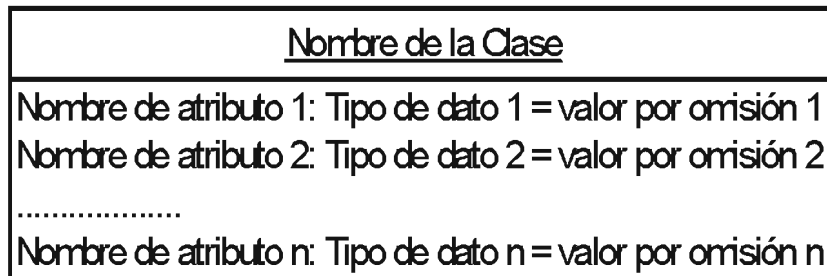 Nombre de la Clase
Nombre de atributo 1: Tipo de dato 1 = valor por omisión 1
Nombre de atributo 2: Tipo de dato 2 = valor por omisión 2
...................
Nombre de atributo n: Tipo de dato n = valor por omisión n